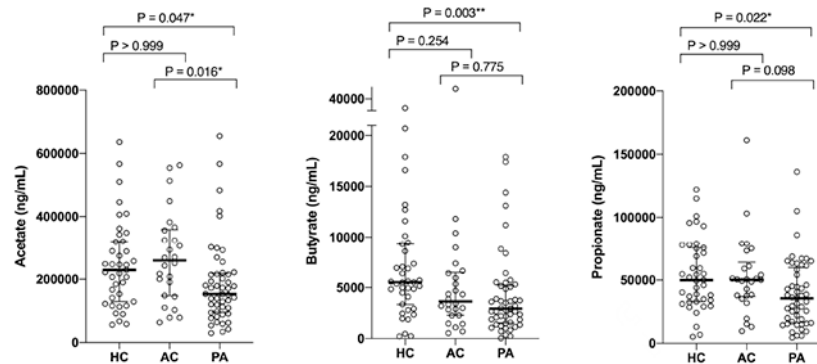 P = 0.047*
P > 0.999
P = 0.016*
800000
600000
400000
200000
0
Acetate (ng/mL)
HC AC PA
P = 0.003**
P = 0.254
P = 0.775
40000
20000
15000
10000
5000
0
Butyrate (ng/mL)
HC AC PA
P = 0.022*
P > 0.999
P = 0.098
200000
150000
100000
50000
0
Propionate (ng/mL)
HC AC PA